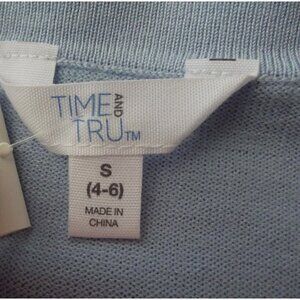 TIME AND
TRU™
S
(4-6)
MADE IN
CHINA